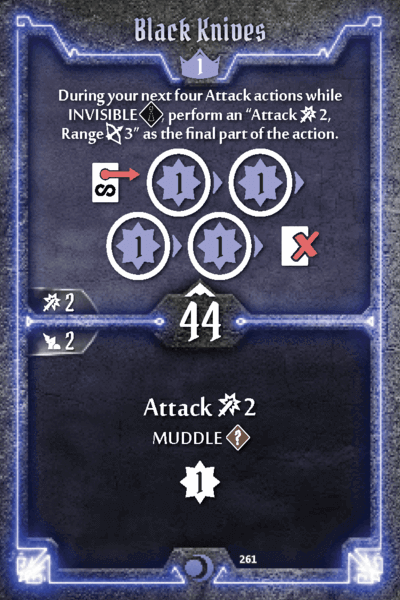 Black Knives
1
During your next four Attack actions while
INVISIBLE, perform an “Attack 2,
Range 3” as the final part of the action.
1 1
1 1
2
44
2
Attack 2
MUDDLE ?
1
261